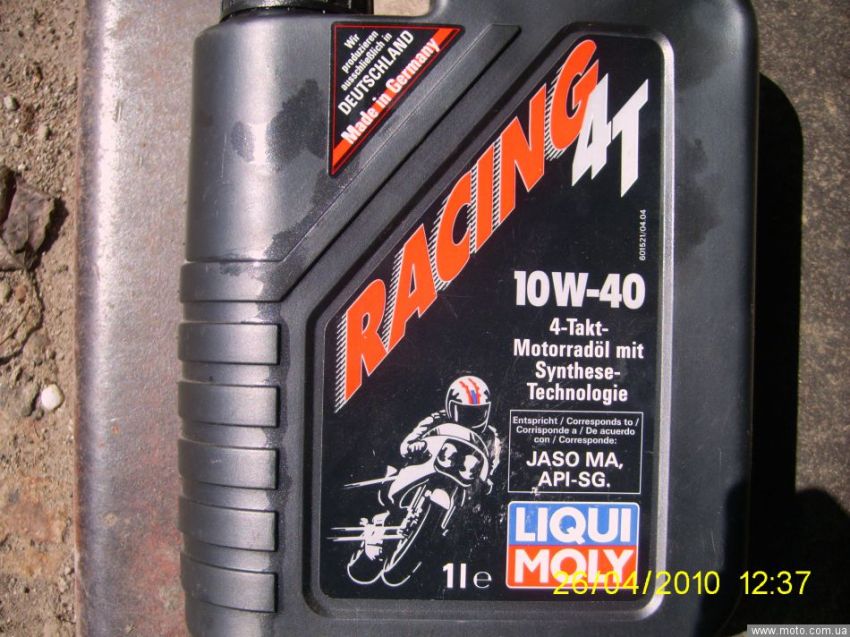 Wir
produzieren
ausschließlich in
DEUTSCHLAND
Made in Germany
RACING
4T
601521/04.04
10W-40
4-Takt-
Motorradöl mit
Synthese-
Technologie
Entspricht / Corresponds to /
Corrisponde a / De acuerdo
con / Corresponde:
JASO MA,
API-SG.
LIQUI
MOLY
1l e
26/04/2010 12:37
www.moto.com.ua